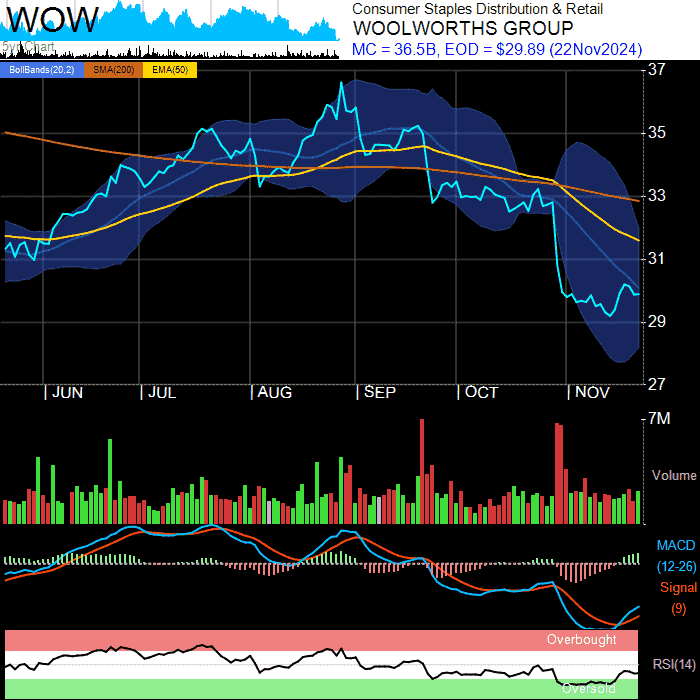 WOW
5yr Chart
Consumer Staples Distribution & Retail
WOOLWORTHS GROUP
MC = 36.5B, EOD = $29.89 (22Nov2024)
BollBands(20,2) SMA(200) EMA(50)
37
35
33
31
29
27
JUN JUL AUG SEP OCT NOV
7M
Volume
MACD
(12-26)
Signal
(9)
Overbought
RSI(14)
Oversold